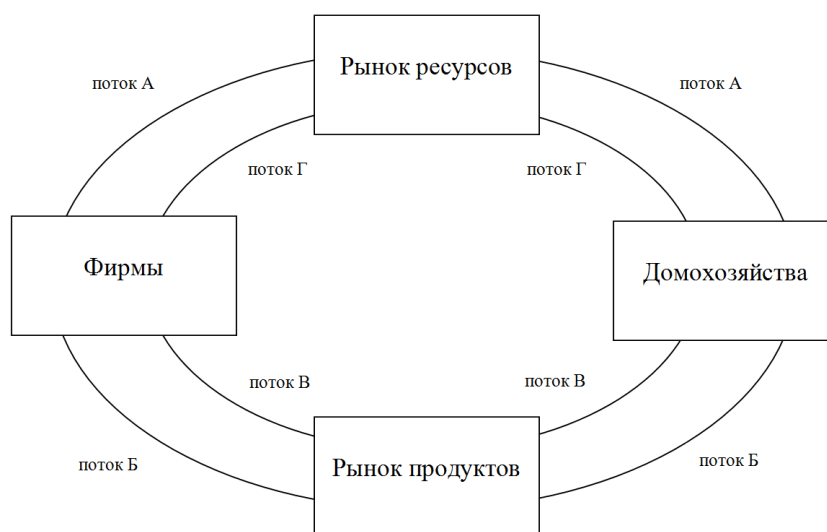 Рынок ресурсов
поток А
поток А
поток Г
поток Г
Фирмы
Домохозяйства
поток В
поток В
поток Б
Рынок продуктов
поток Б